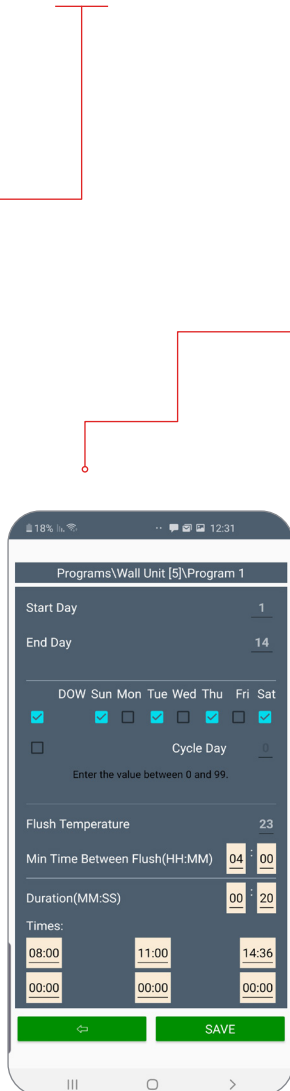 18% 12:31
Programs\Wall Unit [5]\Program 1
Start Day 1
End Day 14
DOW Sun Mon Tue Wed Thu Fri Sat
Cycle Day 0
Enter the value between 0 and 99.
Flush Temperature 23
Min Time Between Flush(HH:MM) 04 : 00
Duration(MM:SS) 00 : 20
Times:
08:00 11:00 14:36
00:00 00:00 00:00
SAVE